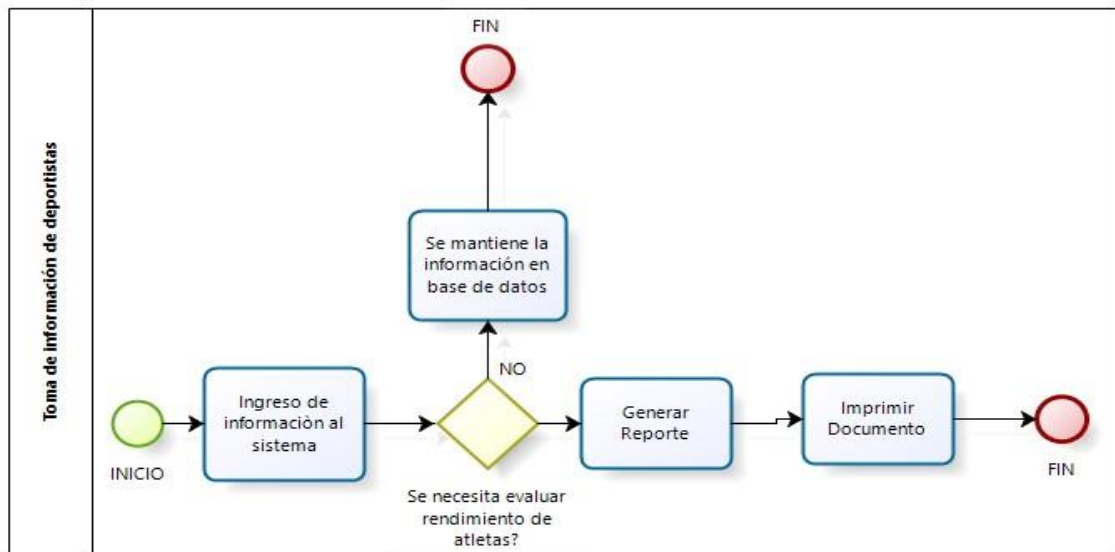 Toma de información de deportistas
FIN
Se mantiene la
información en
base de datos
NO
Ingreso de
informaciòn al
sistema
Generar
Reporte
Imprimir
Documento
INICIO
FIN
Se necesita evaluar
rendimiento de
atletas?